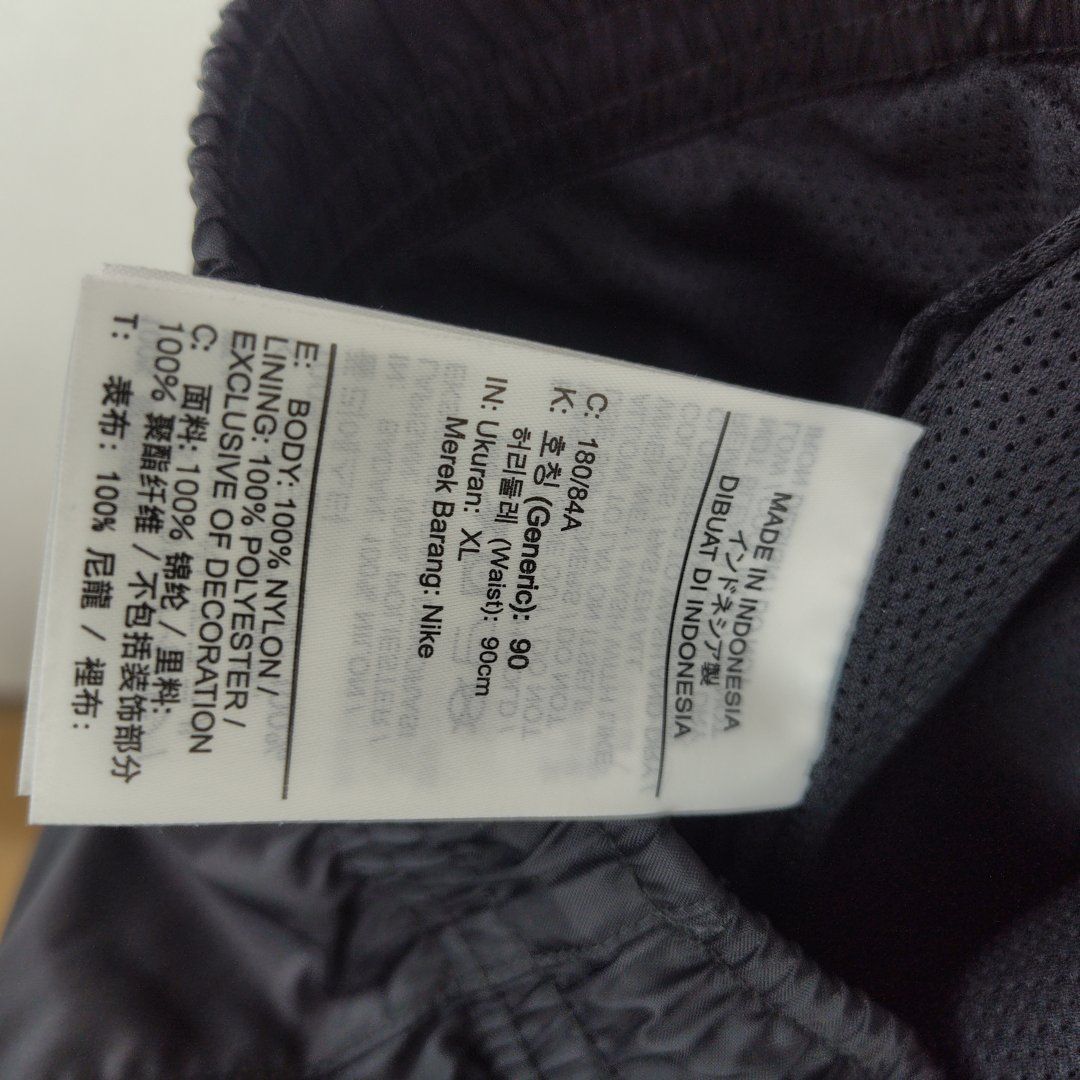 MADE IN INDONESIA
インドネシア製
DIBUAT DI INDONESIA
C: 180/84A
K: 호칭 (Generic): 90
허리둘레 (Waist): 90cm
IN: Ukuran: XL
Merek Barang: Nike
E: BODY: 100% NYLON /
LINING: 100% POLYESTER /
EXCLUSIVE OF DECORATION
C: 面料: 100% 锦纶 / 里料:
100% 聚酯纤维 / 不包括装饰部分
T: 表布: 100% 尼龍 / 裡布: